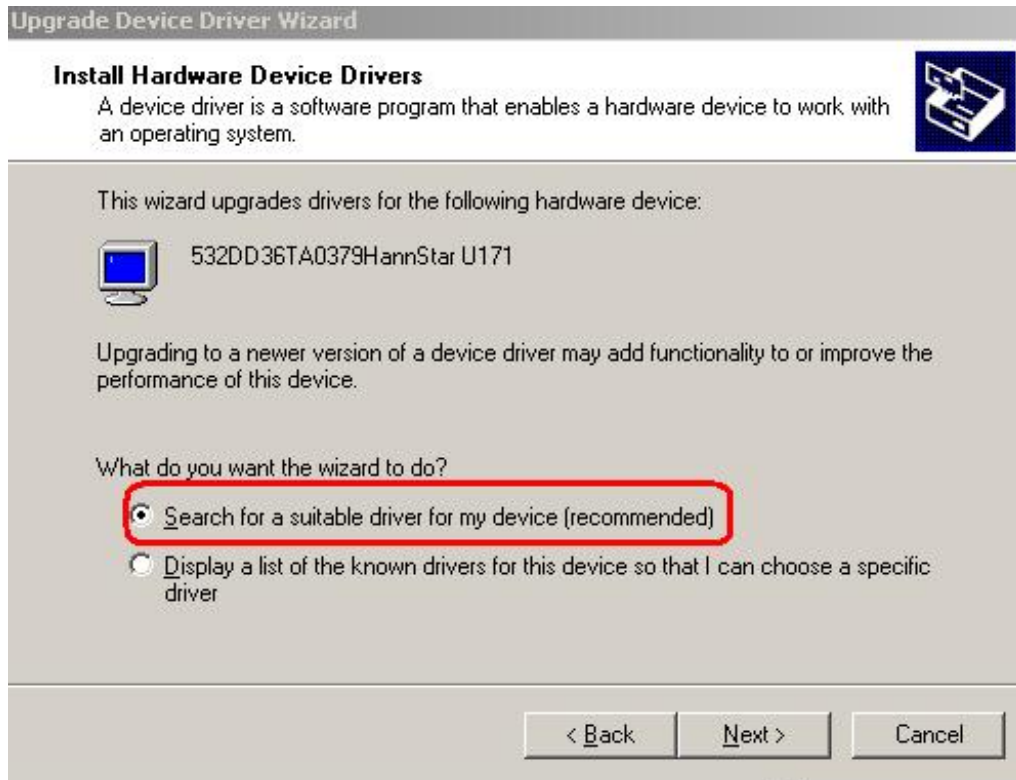 Upgrade Device Driver Wizard
Install Hardware Device Drivers
A device driver is a software program that enables a hardware device to work with
an operating system.
This wizard upgrades drivers for the following hardware device:
532DD36TA0379HannStar U171
Upgrading to a newer version of a device driver may add functionality to or improve the
performance of this device.
What do you want the wizard to do?
Search for a suitable driver for my device (recommended)
Display a list of the known drivers for this device so that I can choose a specific
driver
< Back
Next >
Cancel